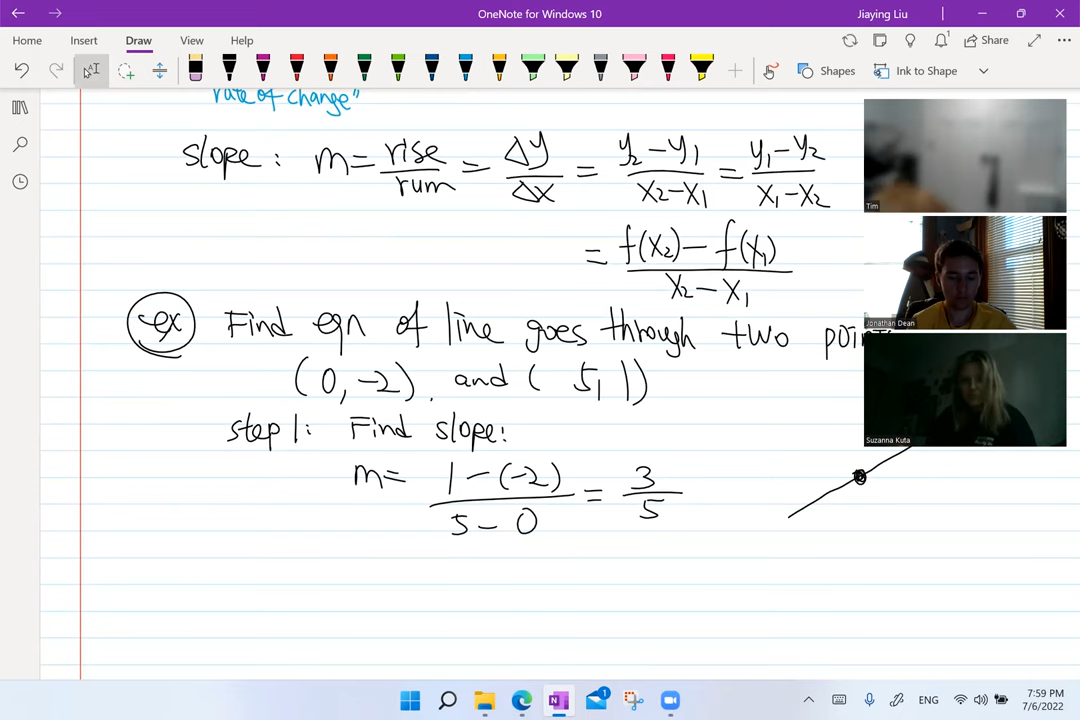 OneNote for Windows 10
Jiaying Liu
Home Insert Draw View Help
Share
Shapes
Ink to Shape
rate of change"
slope: m = rise/rum = Δy/Δx = y₂-y₁/x₂-x₁ = y₁-y₂/x₁-x₂
= f(x₂)-f(x₁)/x₂-x₁
ex Find eqn of line goes through two points
(0,-2). and (5,1)
step 1: Find slope:
m= 1-(-2)/5-0 = 3/5
Tim
Jonathan Dean
Suzanna Kuta
1
ENG
7:59 PM
7/6/2022